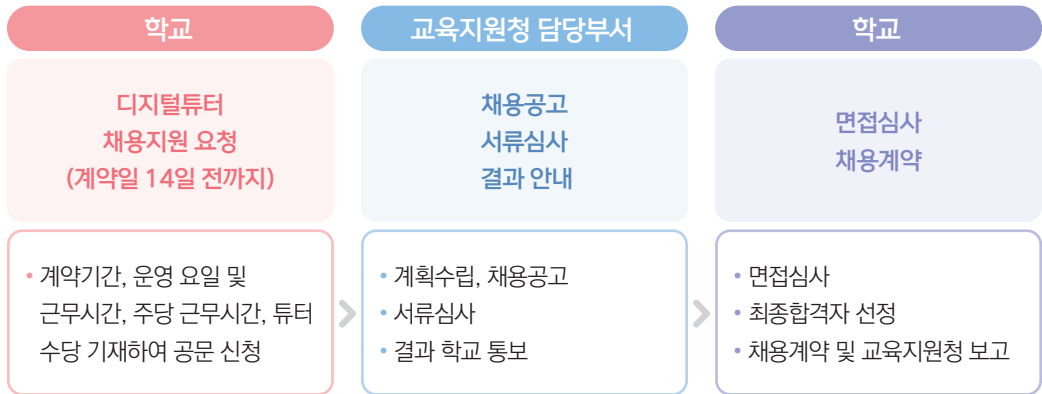 학교
디지털튜터
채용지원 요청
(계약일 14일 전까지)
• 계약기간, 운영 요일 및
근무시간, 주당 근무시간, 튜터
수당 기재하여 공문 신청
교육지원청 담당부서
채용공고
서류심사
결과 안내
• 계획수립, 채용공고
• 서류심사
• 결과 학교 통보
학교
면접심사
채용계약
• 면접심사
• 최종합격자 선정
• 채용계약 및 교육지원청 보고